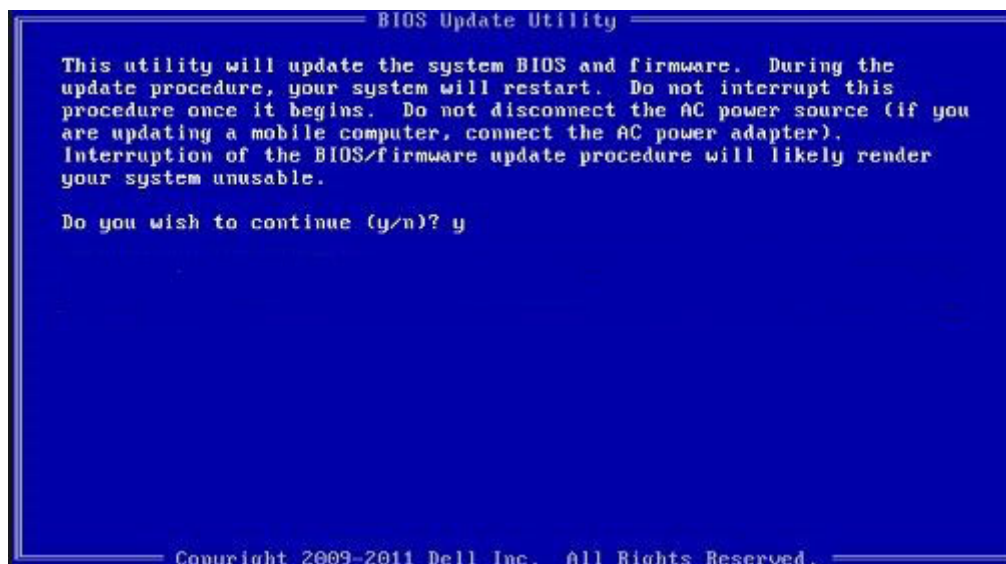 BIOS Update Utility
This utility will update the system BIOS and firmware. During the
update procedure, your system will restart. Do not interrupt this
procedure once it begins. Do not disconnect the AC power source (if you
are updating a mobile computer, connect the AC power adapter).
Interruption of the BIOS/firmware update procedure will likely render
your system unusable.
Do you wish to continue (y/n)? y
Copyright 2009-2011 Dell Inc. All Rights Reserved.